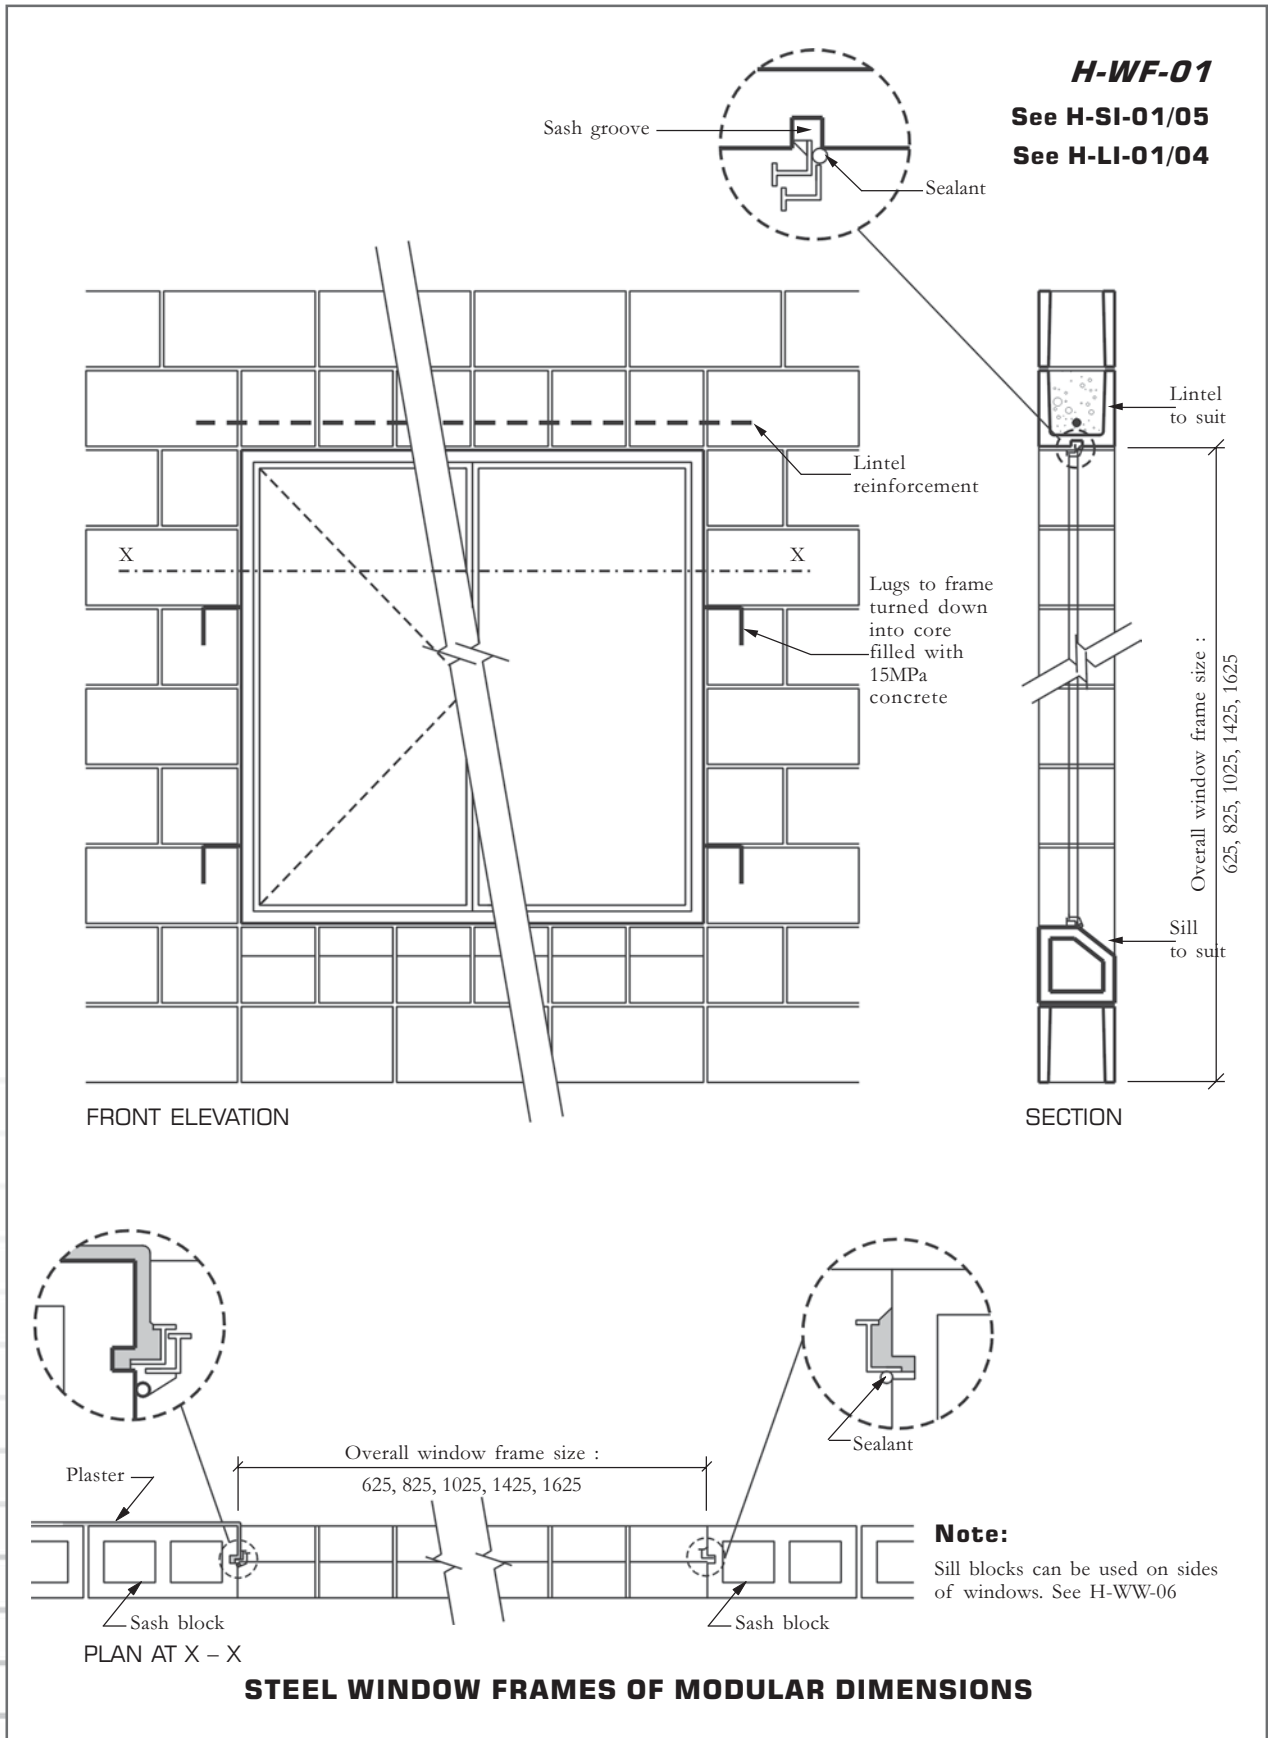 H-WF-01
See H-SI-01/05
See H-LI-01/04
Sash groove
Sealant
Lintel
to suit
Lintel
reinforcement
X
X
Lugs to frame
turned down
into core
filled with
15MPa
concrete
Overall window frame size :
625, 825, 1025, 1425, 1625
Sill
to suit
FRONT ELEVATION
SECTION
Sealant
Overall window frame size :
625, 825, 1025, 1425, 1625
Plaster
Note:
Sill blocks can be used on sides
of windows. See H-WW-06
Sash block
Sash block
PLAN AT X – X
STEEL WINDOW FRAMES OF MODULAR DIMENSIONS